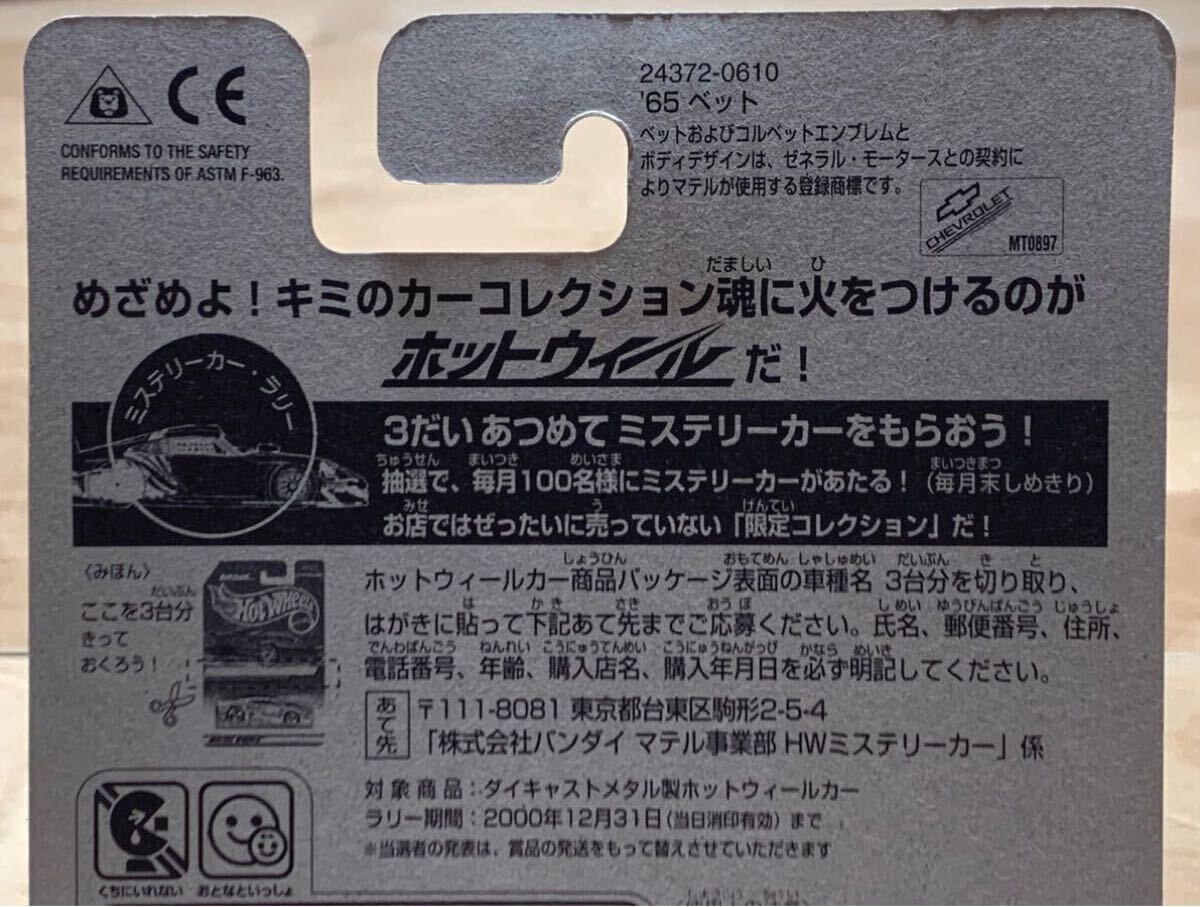 24372-0610
'65 ベット
ベットおよびコルベットエンブレムと
ボディデザインは、ゼネラル・モータースとの契約に
よりマテルが使用する登録商標です。
CHEVROLET
MT0897
CE
CONFORMS TO THE SAFETY
REQUIREMENTS OF ASTM F-963.
だましい ひ
めざめよ！キミのカーコレクション魂に火をつけるのが
ホットウィールだ！
ミステリーカー・ラリー
3だい あつめて ミステリーカーをもらおう！
ちゅうせん まいつき めいさま まいつきまつ
抽選で、毎月100名様にミステリーカーがあたる！（毎月末しめきり）
みせ う げんてい
お店ではぜったいに売っていない「限定コレクション」だ！
〈みほん〉
だいぶん
ここを3台分
きって
おくろう！
Hot Wheels
しょうひん おもてめん しゃしゅめい だいぶん き と
ホットウィールカー商品パッケージ表面の車種名 3台分を切り取り、
は かき さき おうぼ しめい ゆうびんばんごう じゅうしょ
はがきに貼って下記あて先までご応募ください。氏名、郵便番号、住所、
でんわばんごう ねんれい こうにゅうてんめい こうにゅうねんがっぴ かなら めいき
電話番号、年齢、購入店名、購入年月日を必ず明記してください。
あて先
〒111-8081 東京都台東区駒形2-5-4
「株式会社バンダイ マテル事業部 HWミステリーカー」係
対象商品：ダイキャストメタル製ホットウィールカー
ラリー期間：2000年12月31日（当日消印有効）まで
※当選者の発表は、賞品の発送をもって替えさせていただきます
くちにいれない
おとなといっしょ